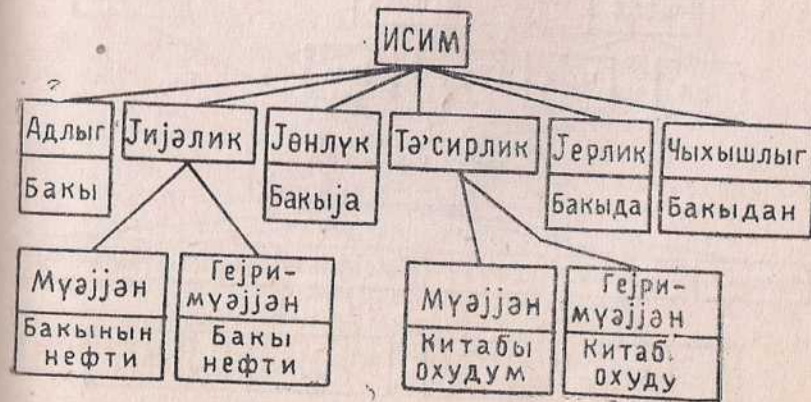 ИСИМ
Адлыг
Бакы
Јијәлик
Јөнлүк
Бакыја
Тә’сирлик
Јерлик
Бакыда
Чыхышлыг
Бакыдан
Мүәјјән
Бакынын
нефти
Гејри-
мүәјјән
Бакы
нефти
Мүәјјән
Китабы
охудум
Гејри-
мүәјјән
Китаб
охуду